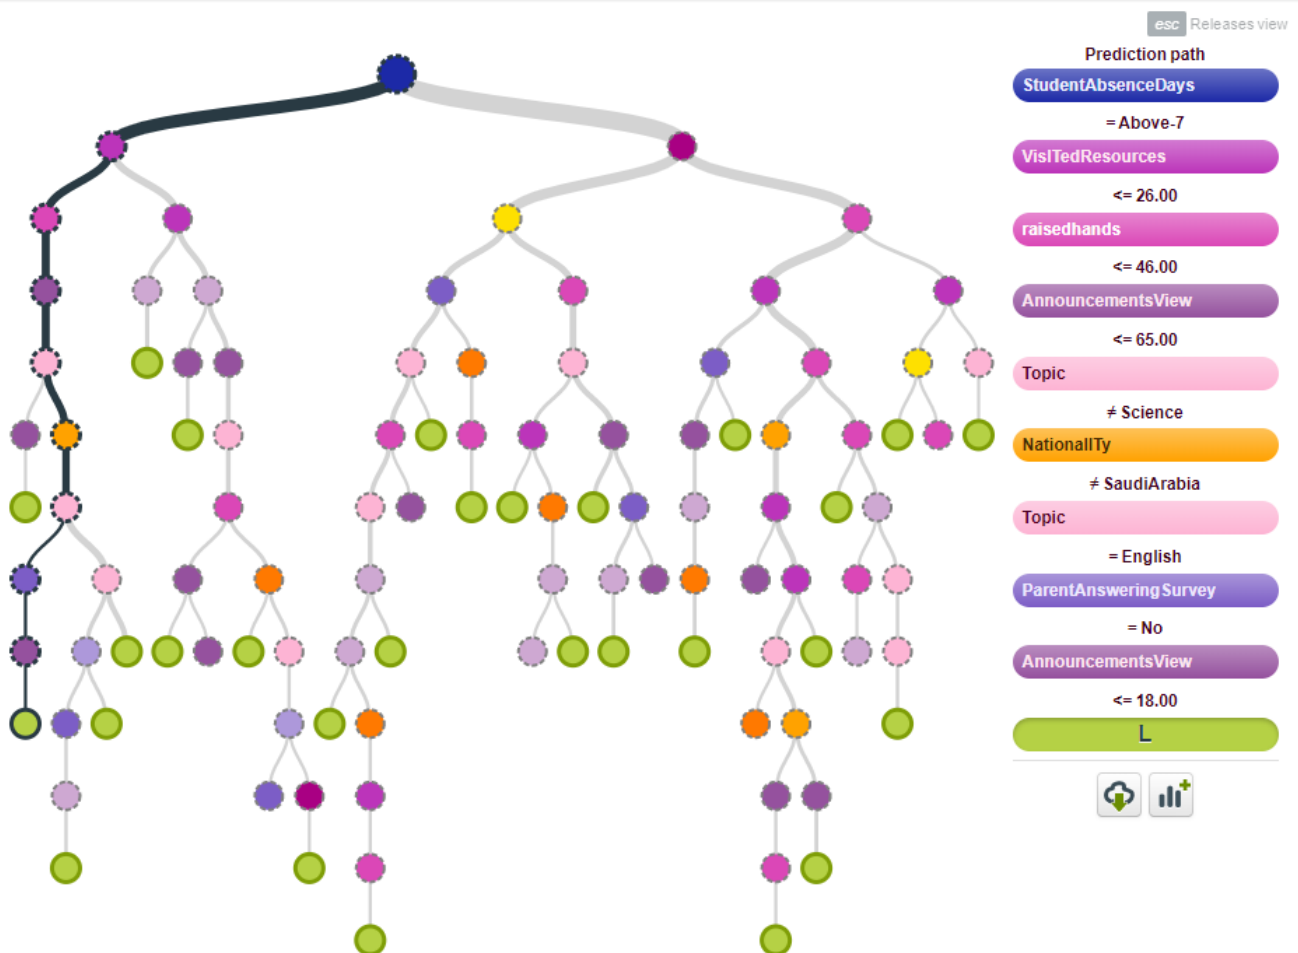 esc Releases view
Prediction path
StudentAbsenceDays
= Above-7
VisITedResources
<= 26.00
raisedhands
<= 46.00
AnnouncementsView
<= 65.00
Topic
≠ Science
NationalITy
≠ SaudiArabia
Topic
= English
ParentAnsweringSurvey
= No
AnnouncementsView
<= 18.00
L